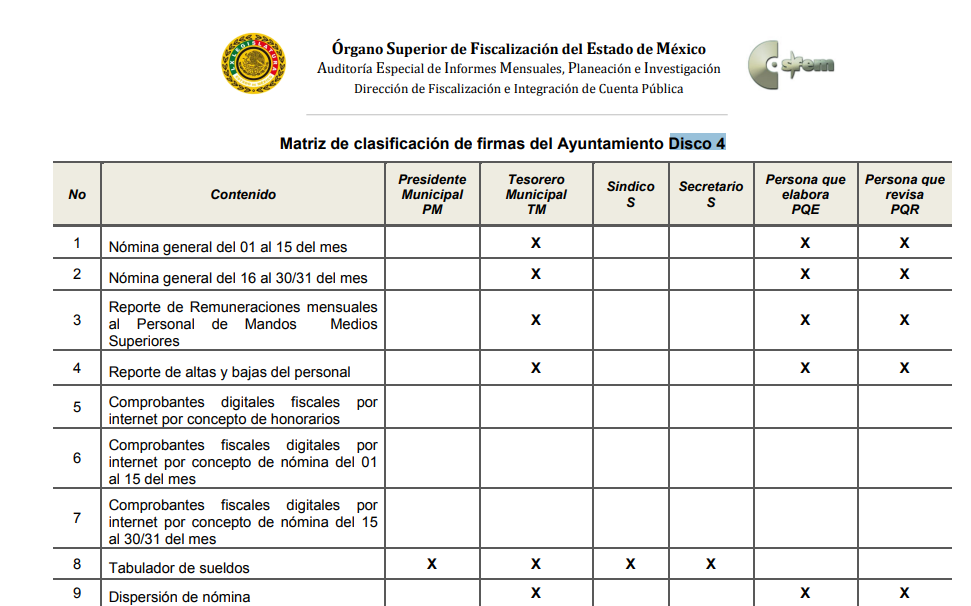 Órgano Superior de Fiscalización del Estado de México
Auditoría Especial de Informes Mensuales, Planeación e Investigación
Dirección de Fiscalización e Integración de Cuenta Pública
osfem
Matriz de clasificación de firmas del Ayuntamiento Disco 4
No Contenido Presidente Municipal PM Tesorero Municipal TM Sindico S Secretario S Persona que elabora PQE Persona que revisa PQR
1 Nómina general del 01 al 15 del mes X X X
2 Nómina general del 16 al 30/31 del mes X X X
3 Reporte de Remuneraciones mensuales
al Personal de Mandos Medios
Superiores X X X
4 Reporte de altas y bajas del personal X X X
5 Comprobantes digitales fiscales por
internet por concepto de honorarios
6 Comprobantes fiscales digitales por
internet por concepto de nómina del 01
al 15 del mes
7 Comprobantes fiscales digitales por
internet por concepto de nómina del 15
al 30/31 del mes
8 Tabulador de sueldos X X X X
9 Dispersión de nómina X X X